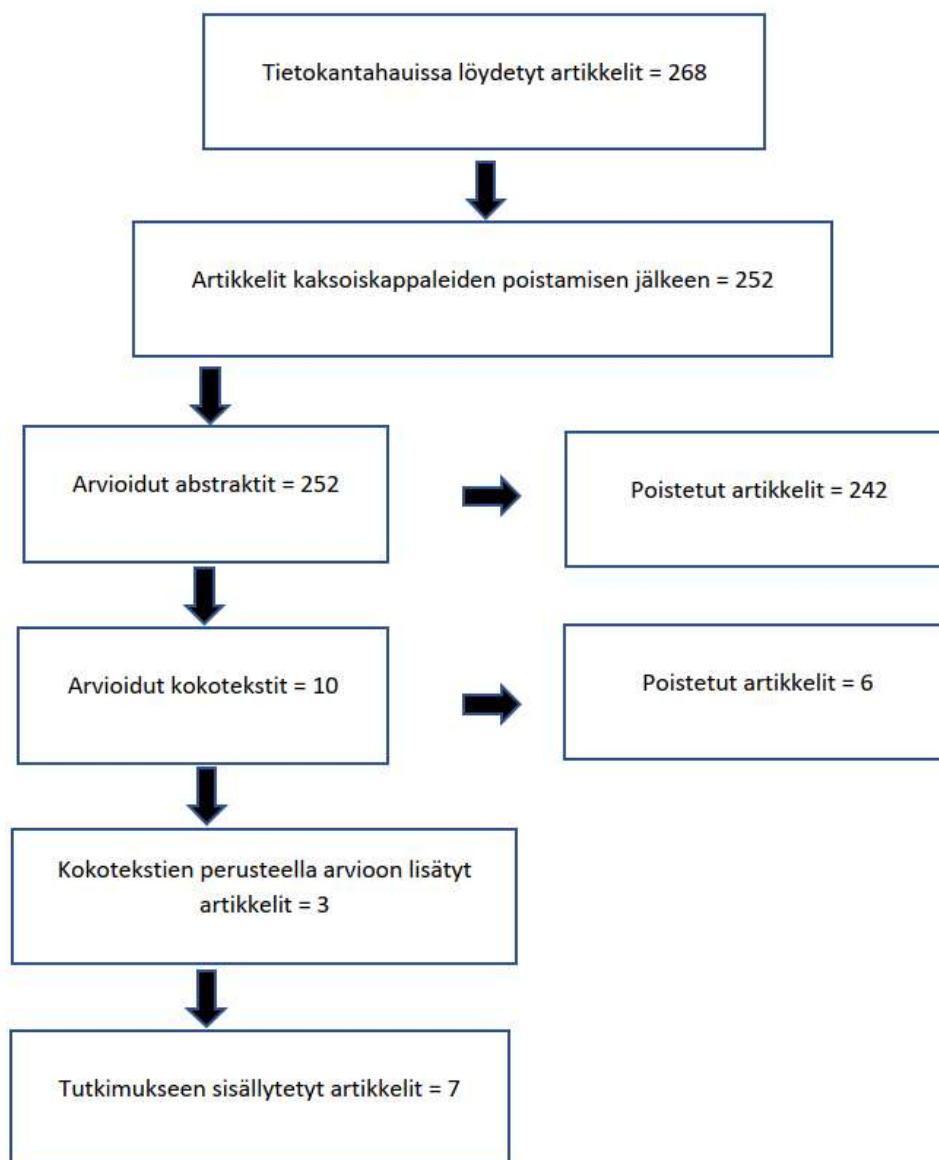 Tietokantahauissa löydetyt artikkelit = 268
Artikkelit kaksoiskappaleiden poistamisen jälkeen = 252
Arvioidut abstraktit = 252
Poistetut artikkelit = 242
Arvioidut kokotekstit = 10
Poistetut artikkelit = 6
Kokotekstien perusteella arvioon lisätyt
artikkelit = 3
Tutkimukseen sisällytetyt artikkelit = 7